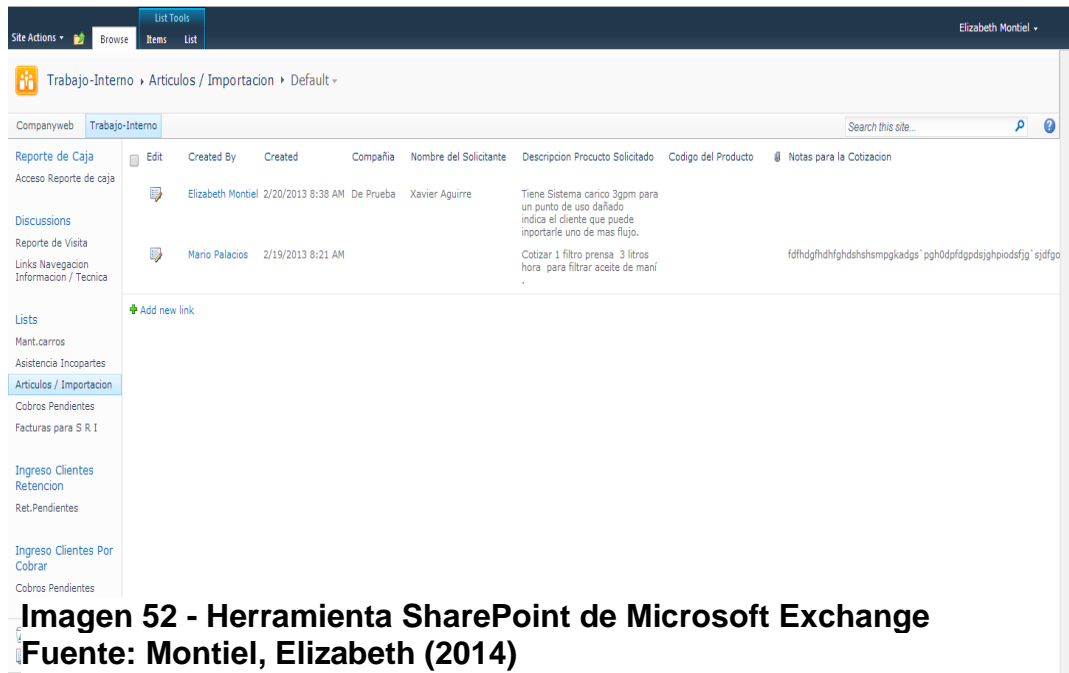 List Tools
Site Actions Browse Items List
Elizabeth Montiel
Trabajo-Interno Articulos / Importacion Default
Companyweb Trabajo-Interno
Search this site...
Reporte de Caja
Acceso Reporte de caja
Discussions
Reporte de Visita
Links Navegacion
Informacion / Tecnica
Lists
Mant.carros
Asistencia Incopartes
Articulos / Importacion
Cobros Pendientes
Facturas para S R I
Ingreso Clientes
Retencion
Ret.Pendientes
Ingreso Clientes Por
Cobrar
Cobros Pendientes
Edit Created By Created Compañia Nombre del Solicitante Descripcion Procucto Solicitado Codigo del Producto Notas para la Cotizacion
Elizabeth Montiel 2/20/2013 8:38 AM De Prueba Xavier Aguirre Tiene Sistema carico 3gpm para
un punto de uso dañado
indica el cliente que puede
inportarle uno de mas flujo.
Mario Palacios 2/19/2013 8:21 AM Cotizar 1 filtro prensa 3 litros
hora para filtrar aceite de maní
.
Add new link
Imagen 52 - Herramienta SharePoint de Microsoft Exchange
Fuente: Montiel, Elizabeth (2014)